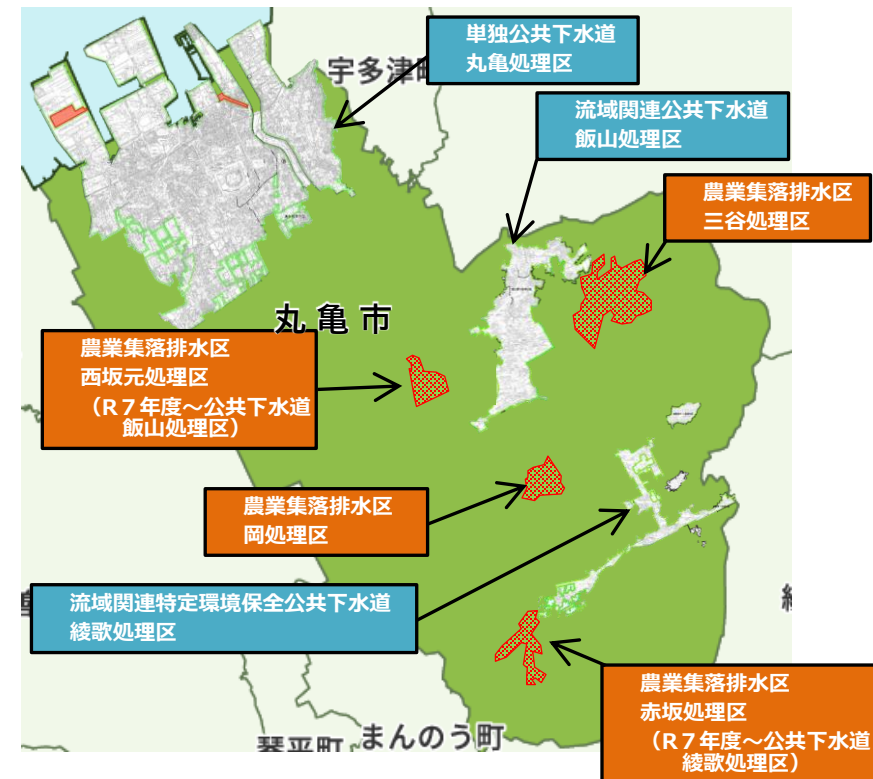 単独公共下水道
丸亀処理区
宇多津町
流域関連公共下水道
飯山処理区
農業集落排水区
三谷処理区
丸亀市
農業集落排水区
西坂元処理区
（R７年度～公共下水道
飯山処理区）
農業集落排水区
岡処理区
流域関連特定環境保全公共下水道
綾歌処理区
農業集落排水区
赤坂処理区
（R７年度～公共下水道
綾歌処理区）
琴平町
まんのう町